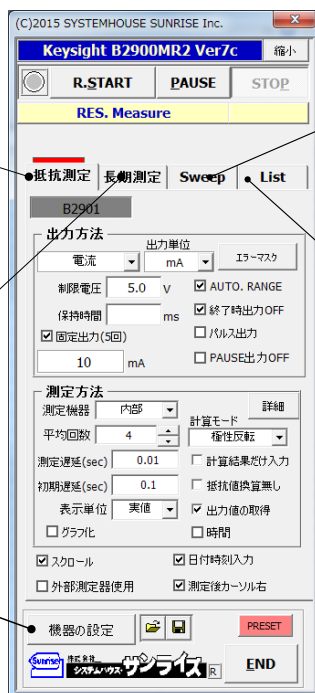 (C)2015 SYSTEMHOUSE SUNRISE Inc.
Keysight B2900MR2 Ver7c 縮小
R.START PAUSE STOP
RES. Measure
抵抗測定 長期測定 Sweep List
B2901
出力方法
出力単位
電流 mA エラーマスク
制限電圧 5.0 V AUTO. RANGE
保持時間 ms 終了時出力OFF
固定出力(5回) パルス出力
10 mA PAUSE出力OFF
測定方法
測定機器 内部 詳細
計算モード
平均回数 4 極性反転
測定遅延(sec) 0.01 計算結果だけ入力
初期遅延(sec) 0.1 抵抗値換算無し
表示単位 実値 出力値の取得
グラフ化 時間
スクロール 日付時刻入力
外部測定器使用 測定後カーソル右
機器の設定 PRESET
Sunrise 株式会社 システムハウス サンライズ R END